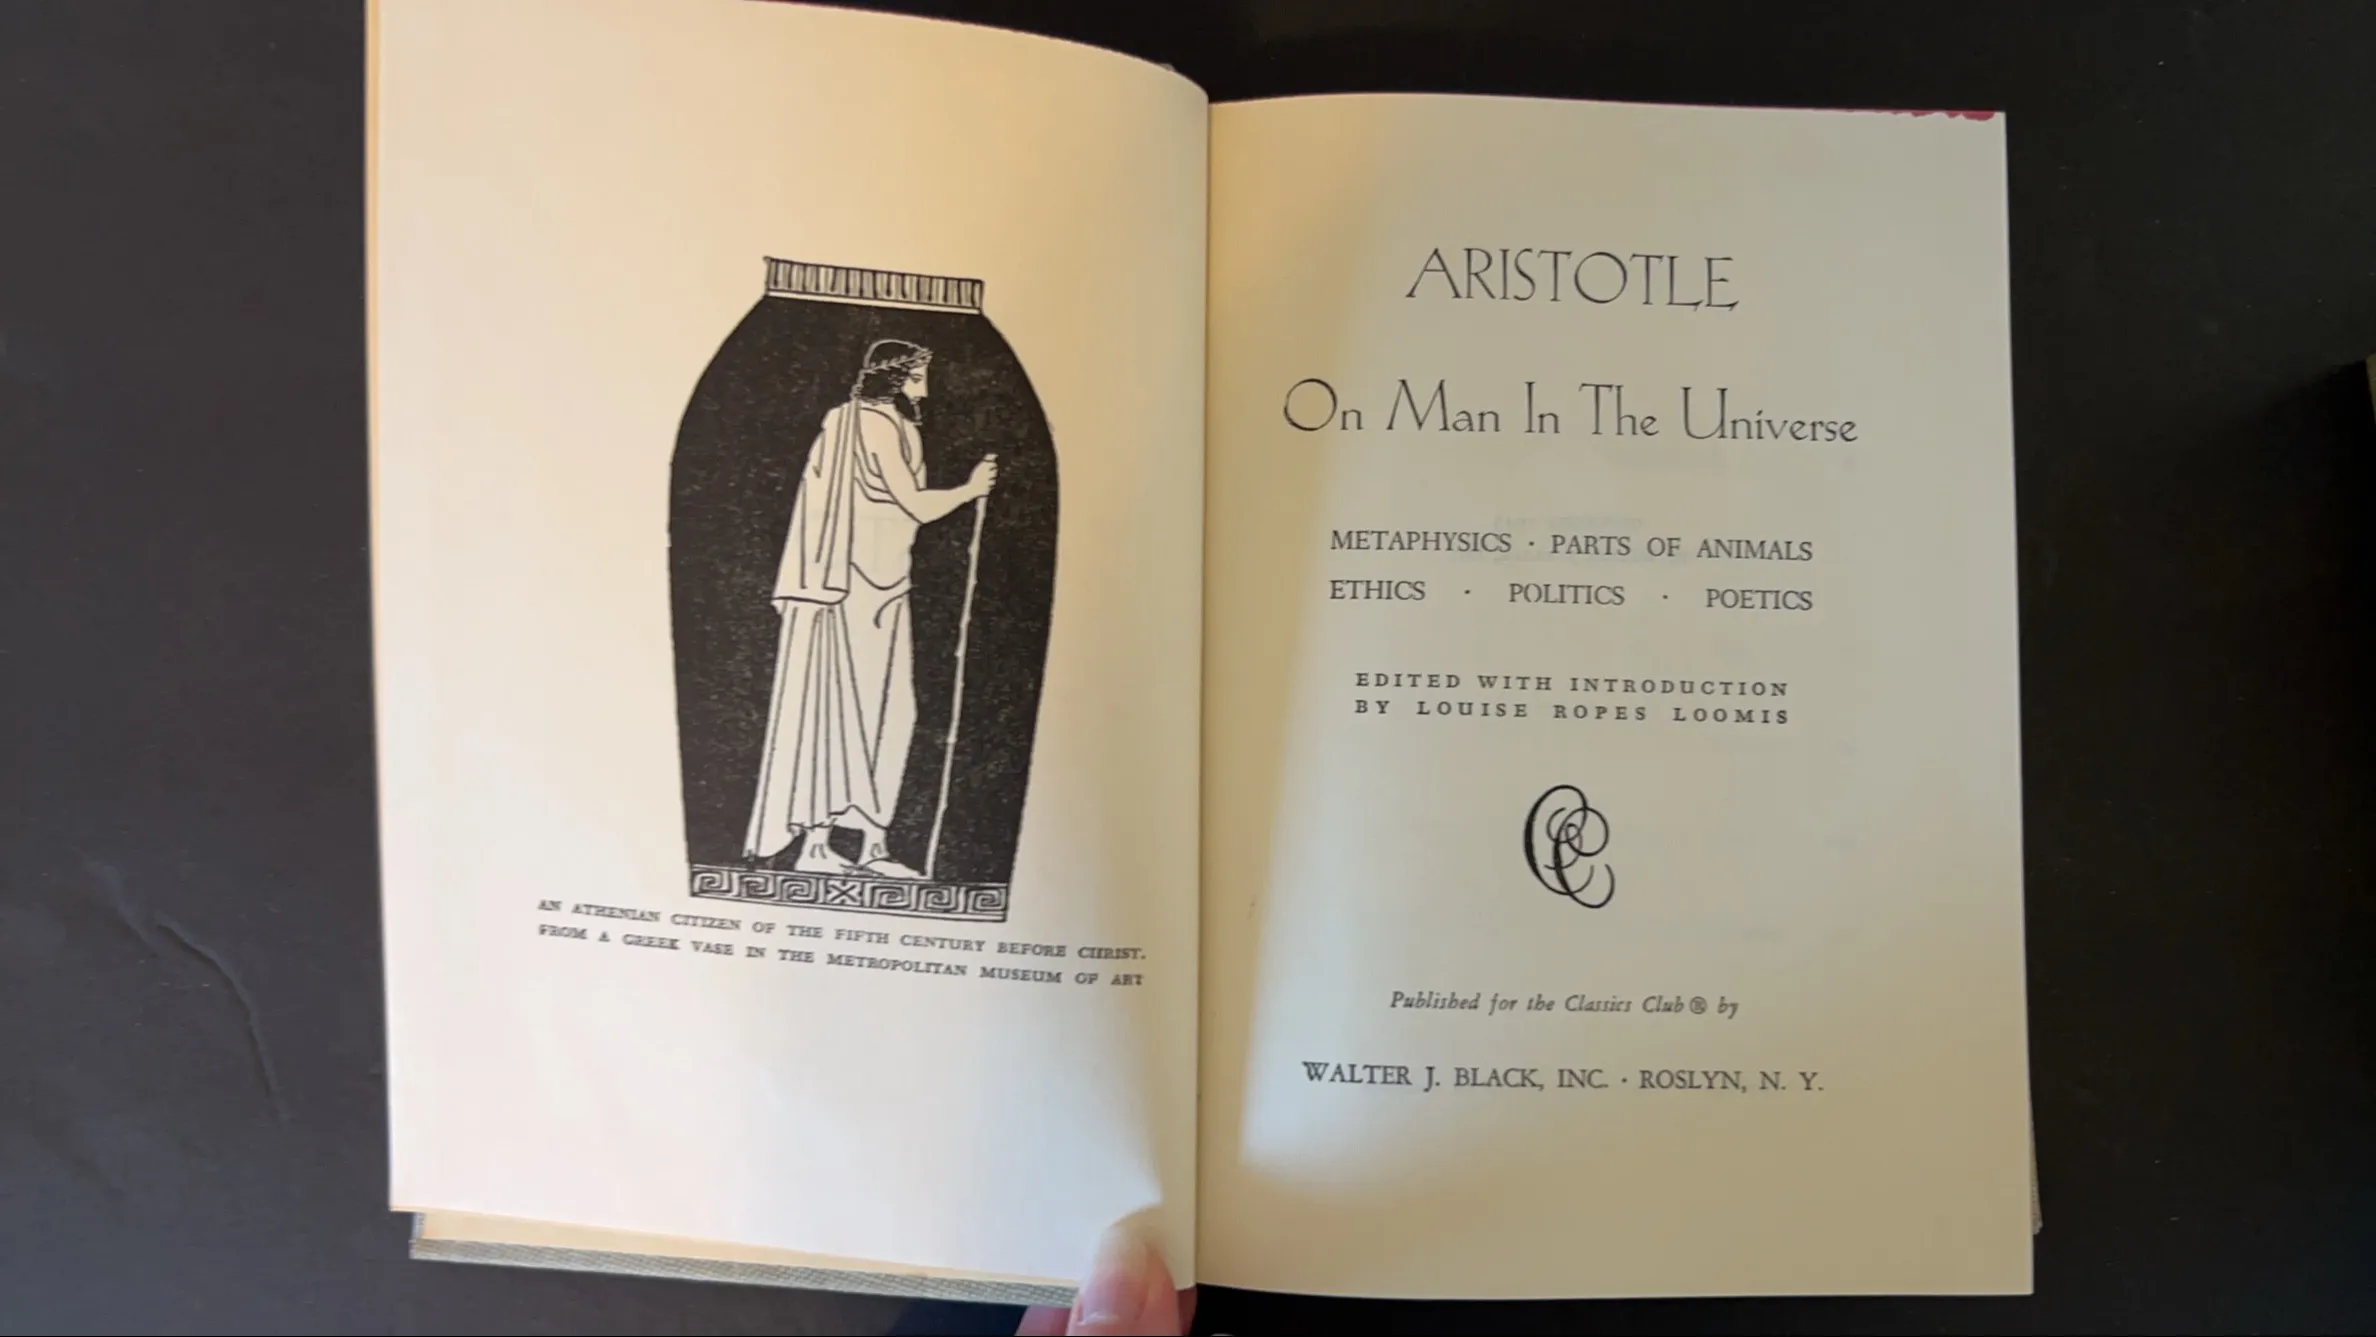 AN ATHENIAN CITIZEN OF THE FIFTH CENTURY BEFORE CHRIST.
FROM A GREEK VASE IN THE METROPOLITAN MUSEUM OF ART
ARISTOTLE
On Man In The Universe
METAPHYSICS · PARTS OF ANIMALS
ETHICS · POLITICS · POETICS
EDITED WITH INTRODUCTION
BY LOUISE ROPES LOOMIS
CC
Published for the Classics Club® by
WALTER J. BLACK, INC. · ROSLYN, N. Y.